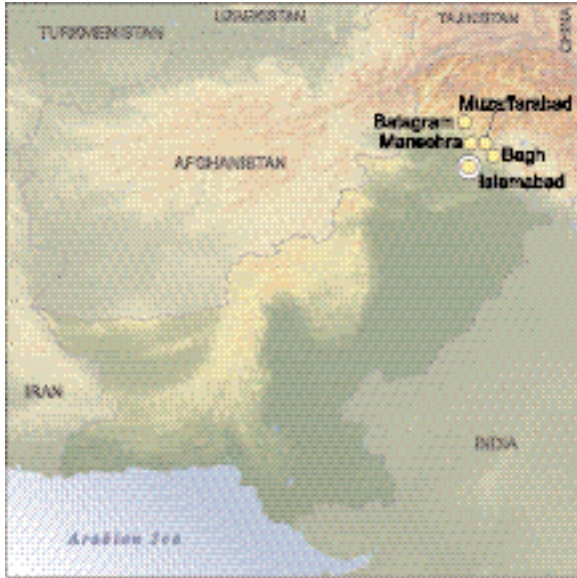 UZBEKISTAN
TAJIKISTAN
TURKMENISTAN
CHINA
Muzaffarabad
Batagram
Mansehra
Bagh
AFGHANISTAN
Islamabad
IRAN
INDIA
Arabian Sea